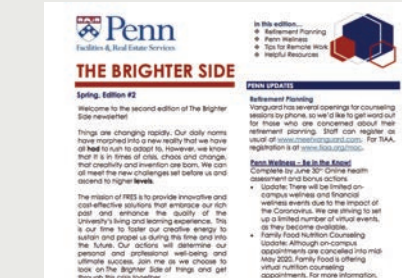 Penn
Facilities & Real Estate Services
In this edition...
Retirement Planning
Penn Wellness
Tips for Remote Work
Helpful Resources
THE BRIGHTER SIDE
Spring, Edition #2
Welcome to the second edition of The Brighter
Side newsletter!
Things are changing rapidly. Our daily norms
have morphed into a new reality that we have
all had to rush to adapt to. However, we know
that it is in times of crisis, chaos and change,
that creativity and invention are born. We can
all meet the new challenges set before us and
ascend to higher levels.
The mission of FRES is to provide innovative and
cost-effective solutions that embrace our rich
past and enhance the quality of the
University's living and learning experience. This
is our time to foster our creative energy to
sustain and propel us during this time and into
the future. Our actions will determine our
personal and professional well-being and
ultimate success. Join me as we choose to
look on The Brighter Side of things and get
through this pain together.
PENN UPDATES
Retirement Planning
Vanguard has several openings for counseling
sessions by phone, so we'd like to get word out
for those who are concerned about their
retirement planning. Staff can register as
usual at www.meetvanguard.com. For TIAA,
registration is at www.tiaa.org/moc.
Penn Wellness – Be in the Know!
Complete by June 30th Online health
assessment and bonus actions
Update: There will be limited on-
campus wellness and financial
wellness events due to the impact of
the Coronavirus. We are striving to set
up a limited number of virtual events,
as they become available.
Family Food Nutrition Counseling
Update: Although on-campus
appointments are cancelled into mid-
May 2020, Family Food is offering
virtual nutrition counseling
appointments. For more information,